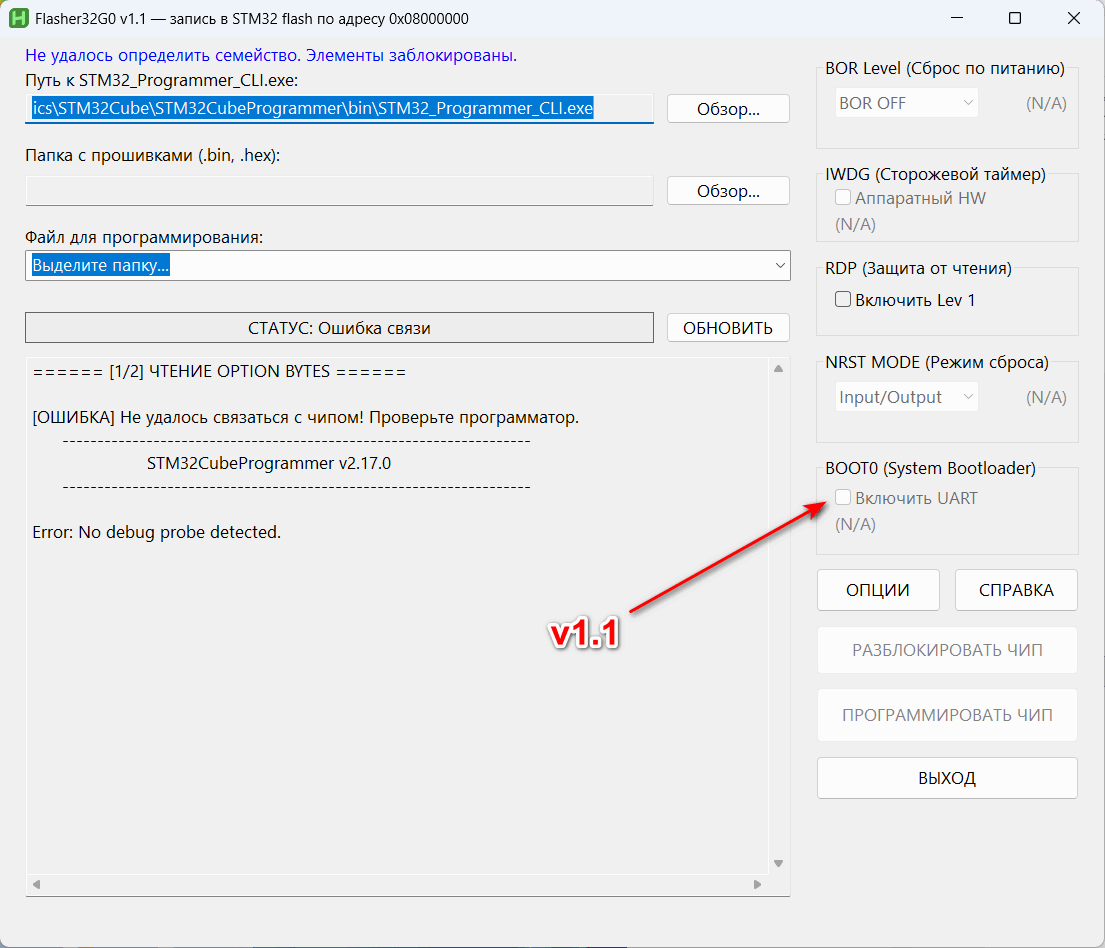 Flasher32G0 v1.1 — запись в STM32 flash по адресу 0x08000000
Не удалось определить семейство. Элементы заблокированы.
Путь к STM32_Programmer_CLI.exe:
ics\STM32Cube\STM32CubeProgrammer\bin\STM32_Programmer_CLI.exe
Обзор...
Папка с прошивками (.bin, .hex):
Обзор...
Файл для программирования:
Выделите папку...
СТАТУС: Ошибка связи
ОБНОВИТЬ
====== [1/2] ЧТЕНИЕ OPTION BYTES ======
[ОШИБКА] Не удалось связаться с чипом! Проверьте программатор.
-------------------------------------------------------------------
STM32CubeProgrammer v2.17.0
-------------------------------------------------------------------
Error: No debug probe detected.
v1.1
BOR Level (Сброс по питанию)
BOR OFF
(N/A)
IWDG (Сторожевой таймер)
Аппаратный HW
(N/A)
RDP (Защита от чтения)
Включить Lev 1
NRST MODE (Режим сброса)
Input/Output
(N/A)
BOOT0 (System Bootloader)
Включить UART
(N/A)
ОПЦИИ
СПРАВКА
РАЗБЛОКИРОВАТЬ ЧИП
ПРОГРАММИРОВАТЬ ЧИП
ВЫХОД